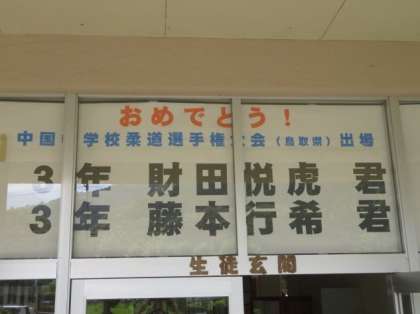 おめでとう！
中国 学校柔道選手権大会（鳥取県）出場
3年 財田悦虎 君
3年 藤本行希 君
生徒玄関